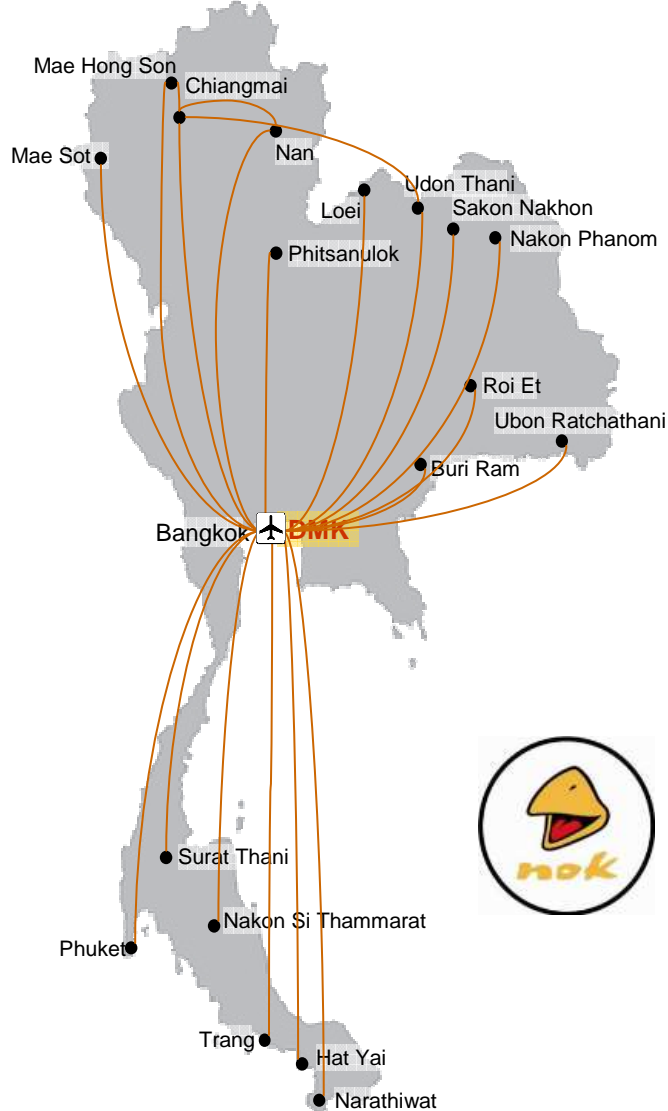 Mae Hong Son
Chiangmai
Mae Sot
Nan
Udon Thani
Loei
Sakon Nakhon
Nakon Phanom
Phitsanulok
Roi Et
Ubon Ratchathani
Buri Ram
Bangkok DMK
nok
Surat Thani
Nakon Si Thammarat
Phuket
Trang
Hat Yai
Narathiwat